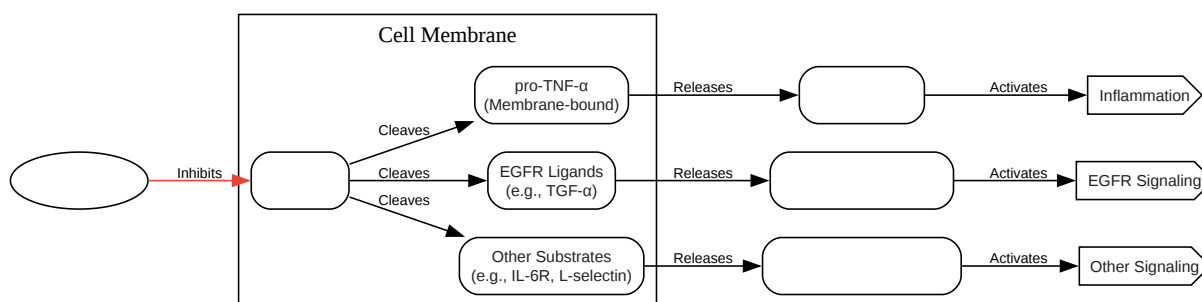 Cell Membrane
pro-TNF-α
(Membrane-bound)
Releases
Activates
Inflammation
Cleaves
Inhibits
Cleaves
EGFR Ligands
(e.g., TGF-α)
Releases
Activates
EGFR Signaling
Cleaves
Other Substrates
(e.g., IL-6R, L-selectin)
Releases
Activates
Other Signaling